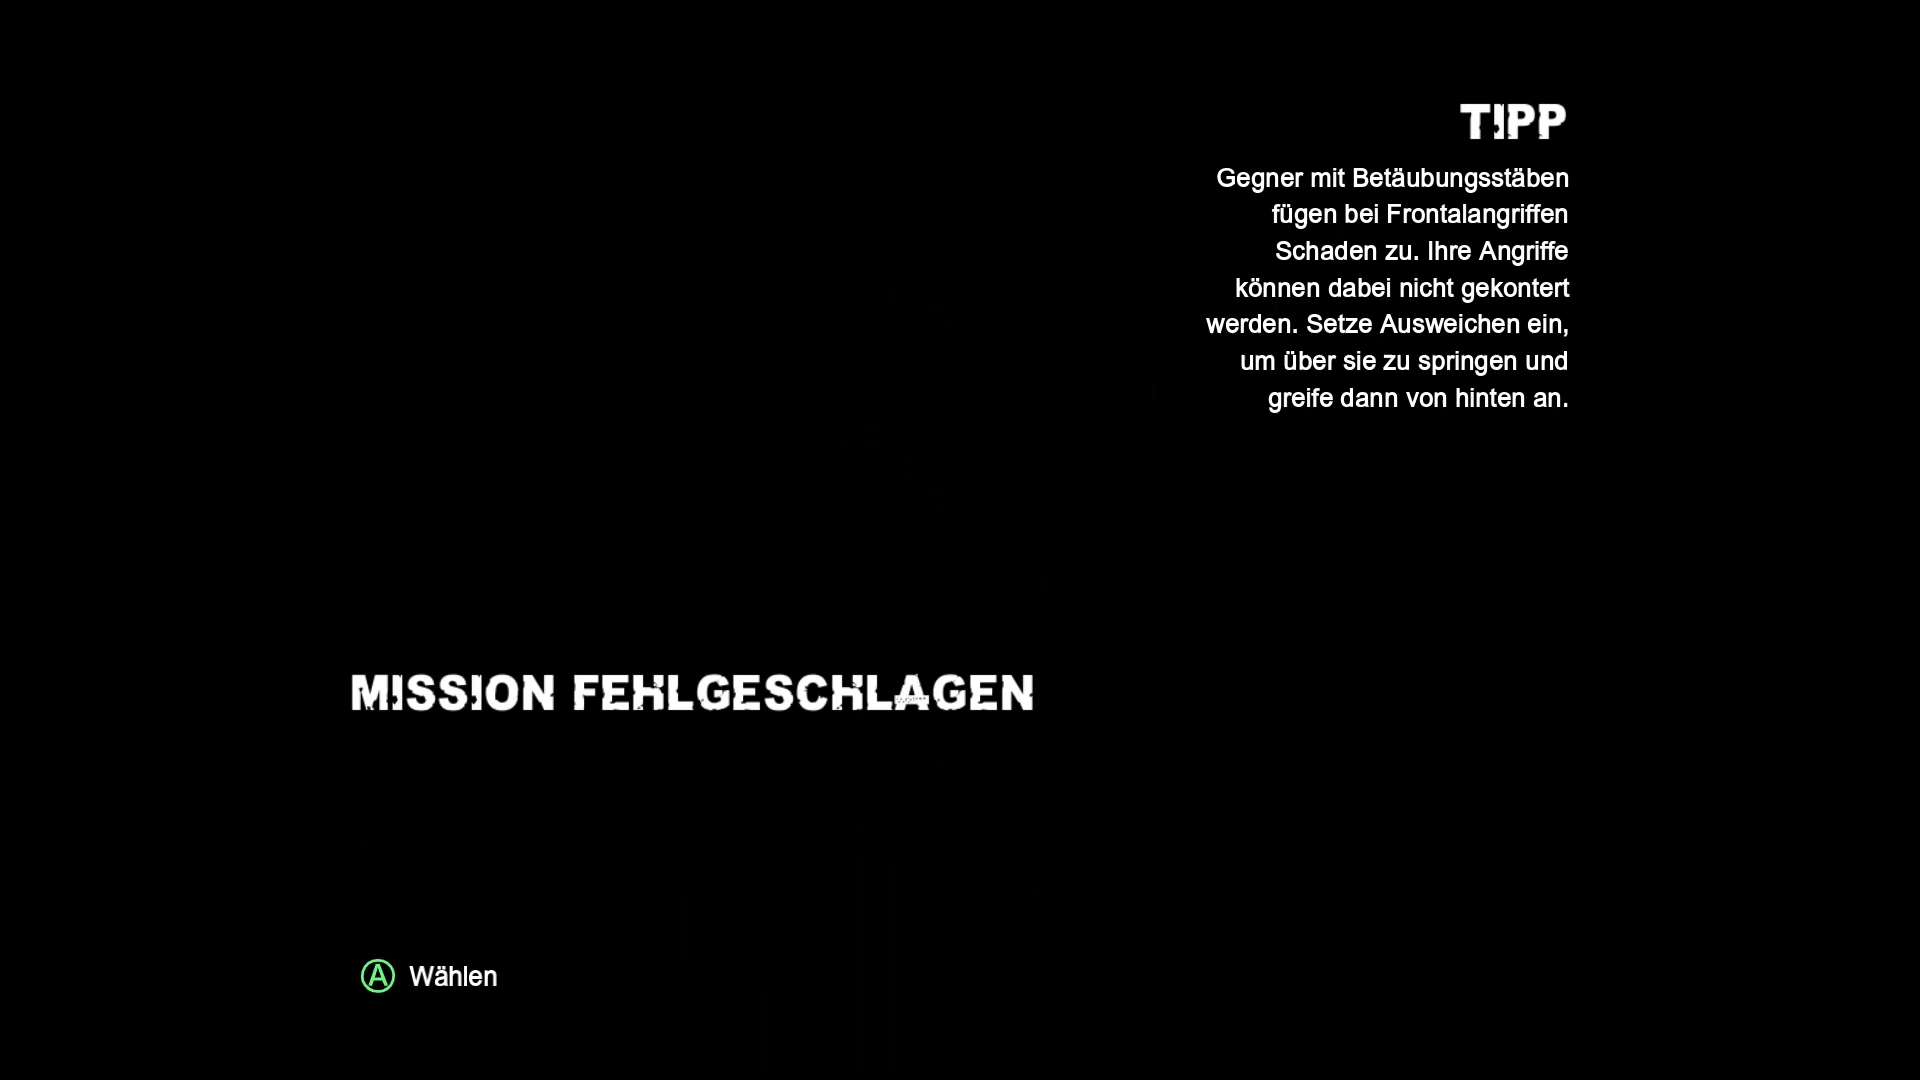 TIPP
Gegner mit Betäubungsstäben
fügen bei Frontalangriffen
Schaden zu. Ihre Angriffe
können dabei nicht gekontert
werden. Setze Ausweichen ein,
um über sie zu springen und
greife dann von hinten an.
MISSION FEHLGESCHLAGEN
A Wählen